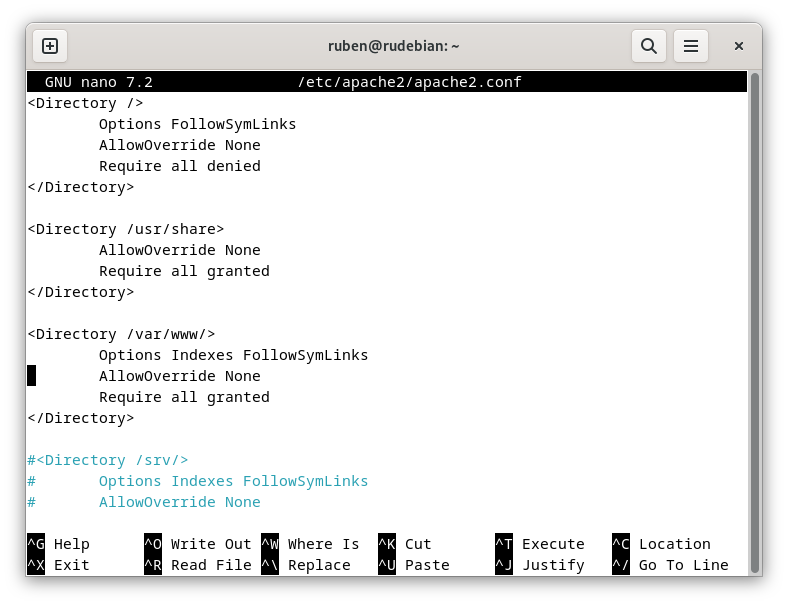 ruben@rudebian: ~
GNU nano 7.2 /etc/apache2/apache2.conf
<Directory />
        Options FollowSymLinks
        AllowOverride None
        Require all denied
</Directory>

<Directory /usr/share>
        AllowOverride None
        Require all granted
</Directory>

<Directory /var/www/>
        Options Indexes FollowSymLinks
        AllowOverride None
        Require all granted
</Directory>

#<Directory /srv/>
#       Options Indexes FollowSymLinks
#       AllowOverride None

^G Help ^O Write Out ^W Where Is ^K Cut ^T Execute ^C Location
^X Exit ^R Read File ^\ Replace ^U Paste ^J Justify ^/ Go To Line